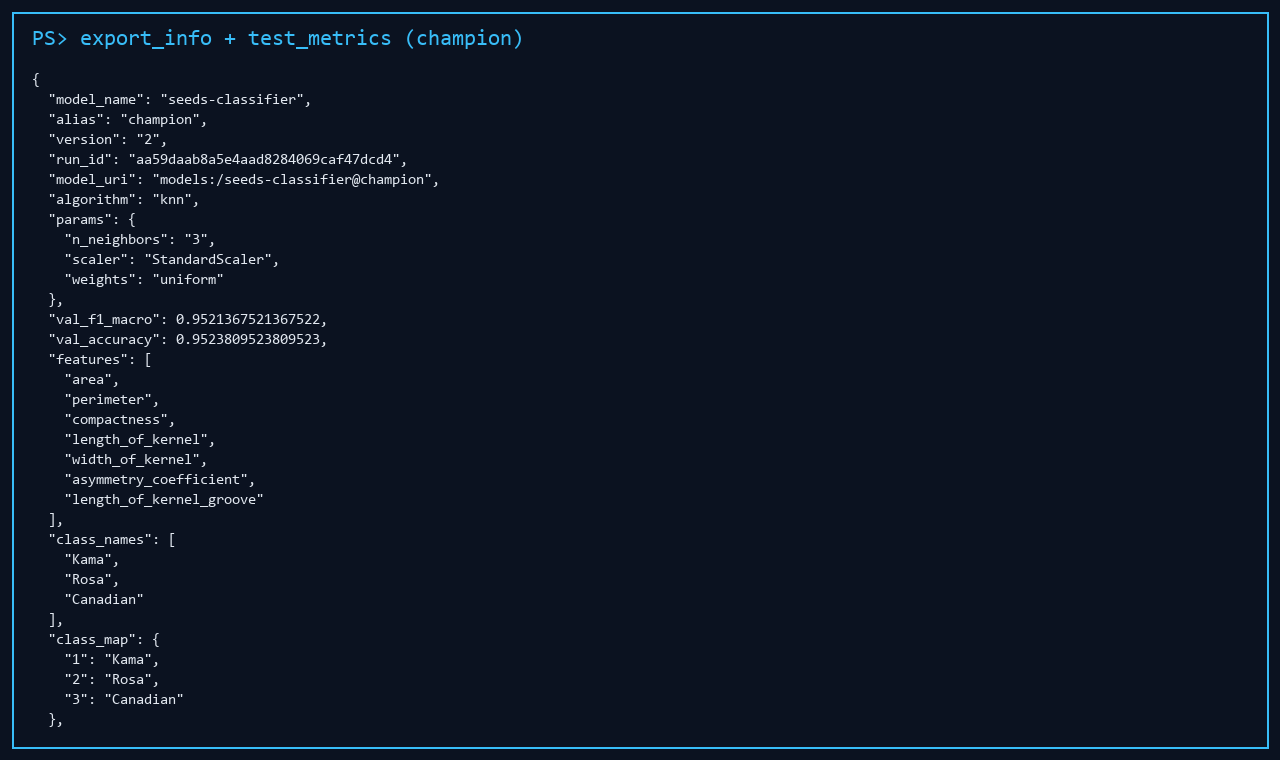 PS> export_info + test_metrics (champion)
{
  "model_name": "seeds-classifier",
  "alias": "champion",
  "version": "2",
  "run_id": "aa59daab8a5e4aad8284069caf47dcd4",
  "model_uri": "models:/seeds-classifier@champion",
  "algorithm": "knn",
  "params": {
    "n_neighbors": "3",
    "scaler": "StandardScaler",
    "weights": "uniform"
  },
  "val_f1_macro": 0.9521367521367522,
  "val_accuracy": 0.9523809523809523,
  "features": [
    "area",
    "perimeter",
    "compactness",
    "length_of_kernel",
    "width_of_kernel",
    "asymmetry_coefficient",
    "length_of_kernel_groove"
  ],
  "class_names": [
    "Kama",
    "Rosa",
    "Canadian"
  ],
  "class_map": {
    "1": "Kama",
    "2": "Rosa",
    "3": "Canadian"
  },